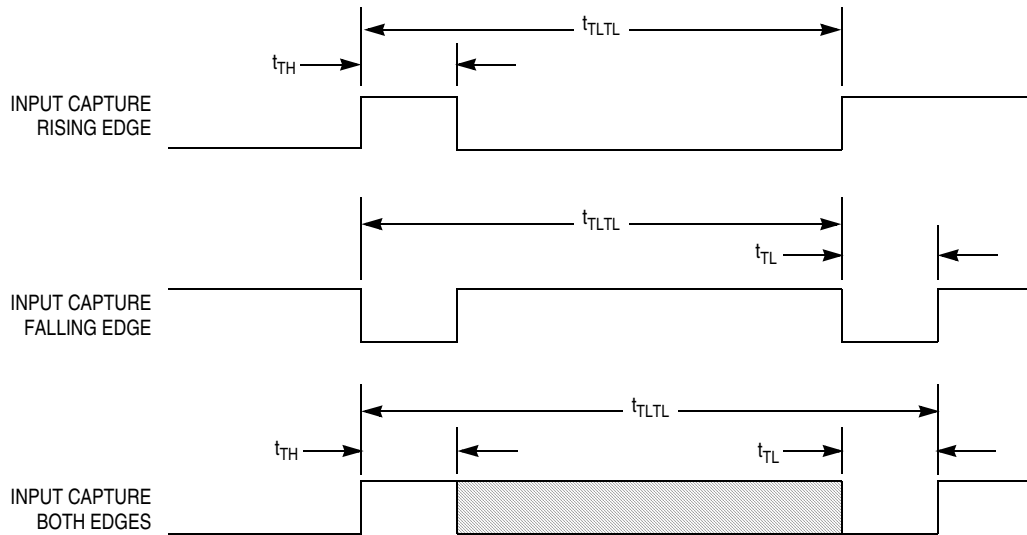 tTLTL
tTH
INPUT CAPTURE
RISING EDGE
tTLTL
tTL
INPUT CAPTURE
FALLING EDGE
tTLTL
tTH
tTL
INPUT CAPTURE
BOTH EDGES